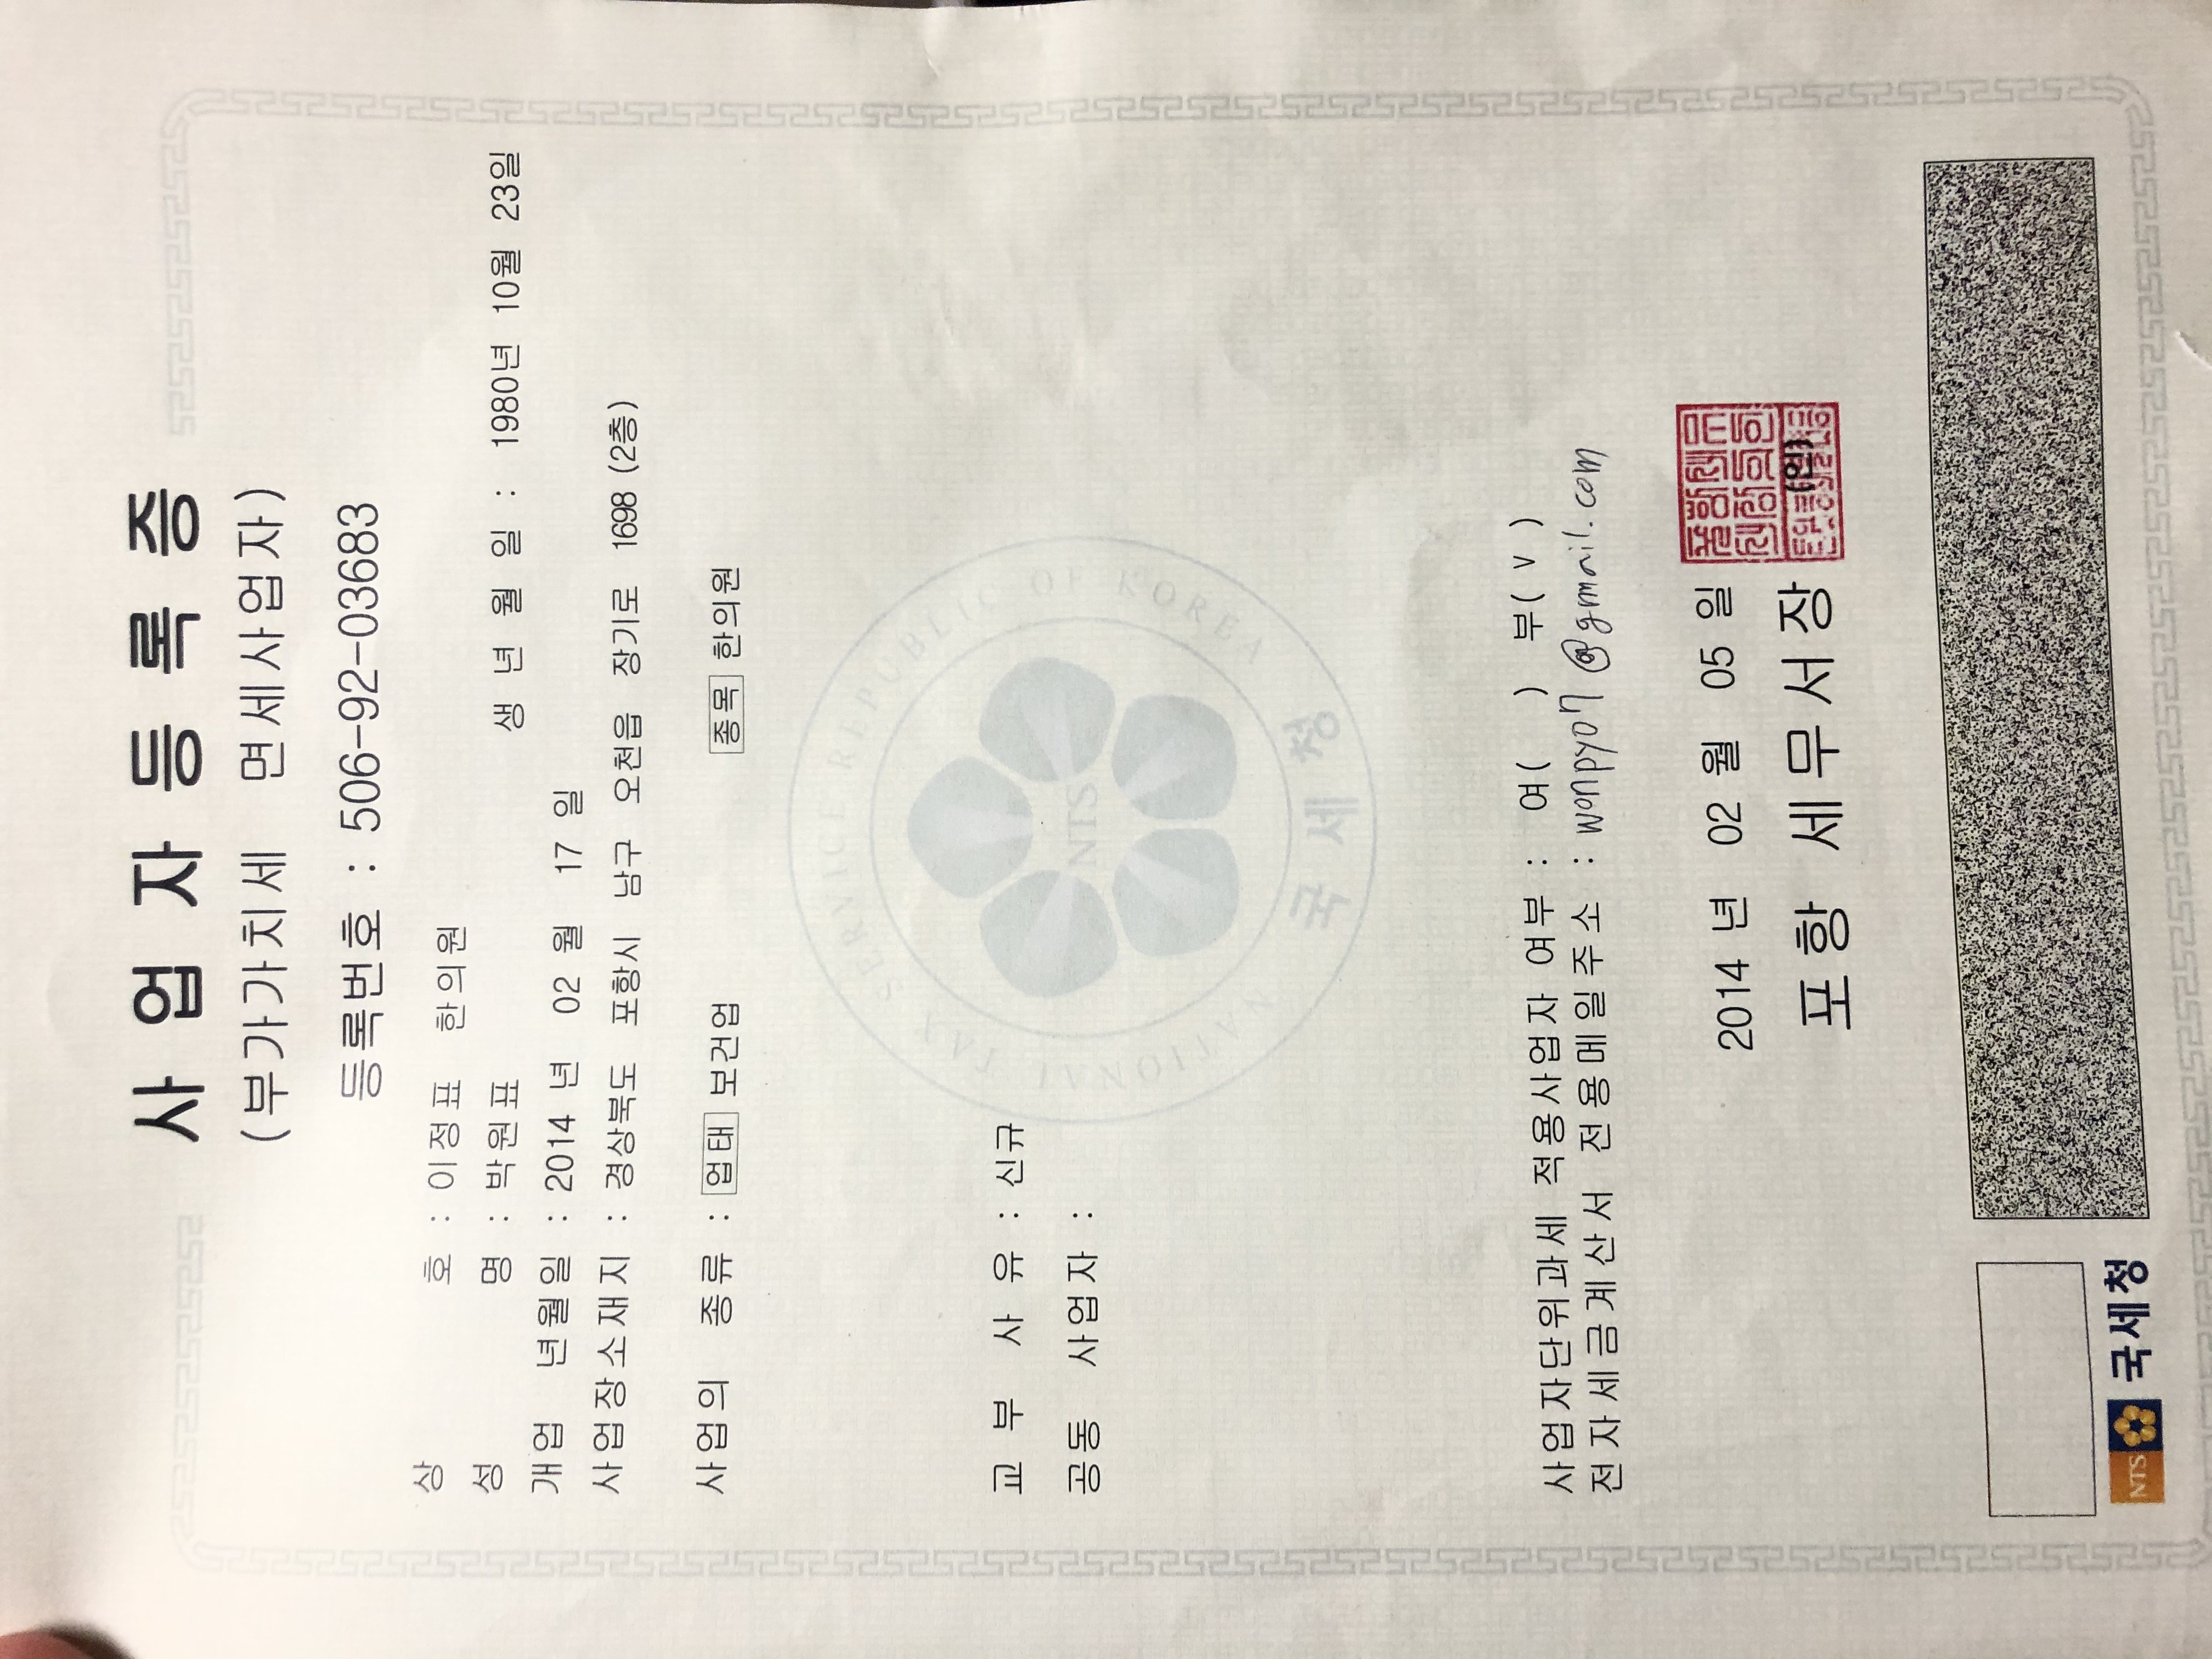 사업자등록증
(부가가치세 면세사업자)
등록번호 : 506-92-03683
상 호 : 이정표 한의원
성 명 : 박원표 생 년 월 일 : 1980년 10월 23일
개업 년월일 : 2014 년 02 월 17 일
사업장소재지 : 경상북도 포항시 남구 오천읍 장기로 1698 (2층)
사업의 종류 : 업태 보건업 종목 한의원
NATIONAL TAX SERVICE REPUBLIC OF KOREA
NTS
국세청
교 부 사 유 : 신규
공동 사업자 :
사업자단위과세 적용사업자 여부 : 여( ) 부( v )
전자세금계산서 전용메일주소 : wonpyo7@gmail.com
2014 년 02 월 05 일
포항 세무서장
(인)
NTS 국세청